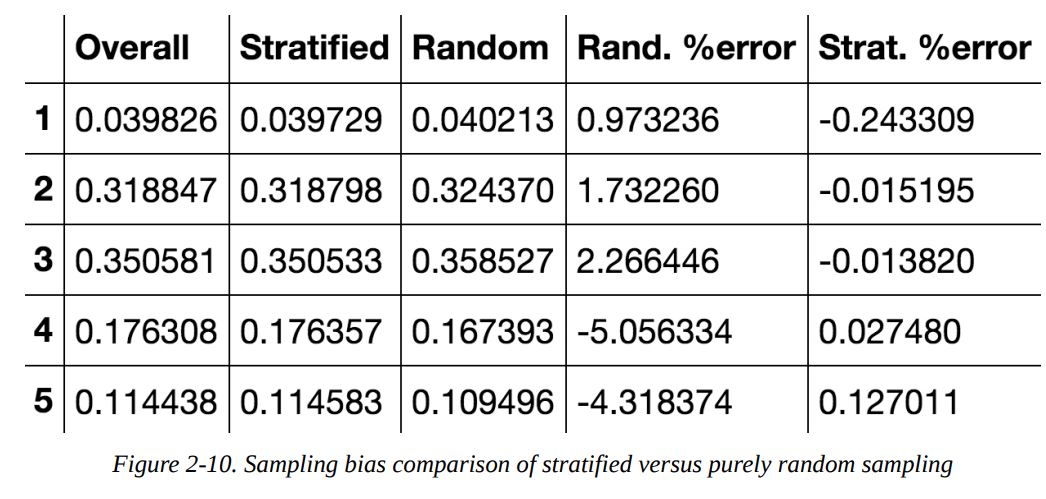 Overall Stratified Random Rand. %error Strat. %error
1 0.039826 0.039729 0.040213 0.973236 -0.243309
2 0.318847 0.318798 0.324370 1.732260 -0.015195
3 0.350581 0.350533 0.358527 2.266446 -0.013820
4 0.176308 0.176357 0.167393 -5.056334 0.027480
5 0.114438 0.114583 0.109496 -4.318374 0.127011
Figure 2-10. Sampling bias comparison of stratified versus purely random sampling